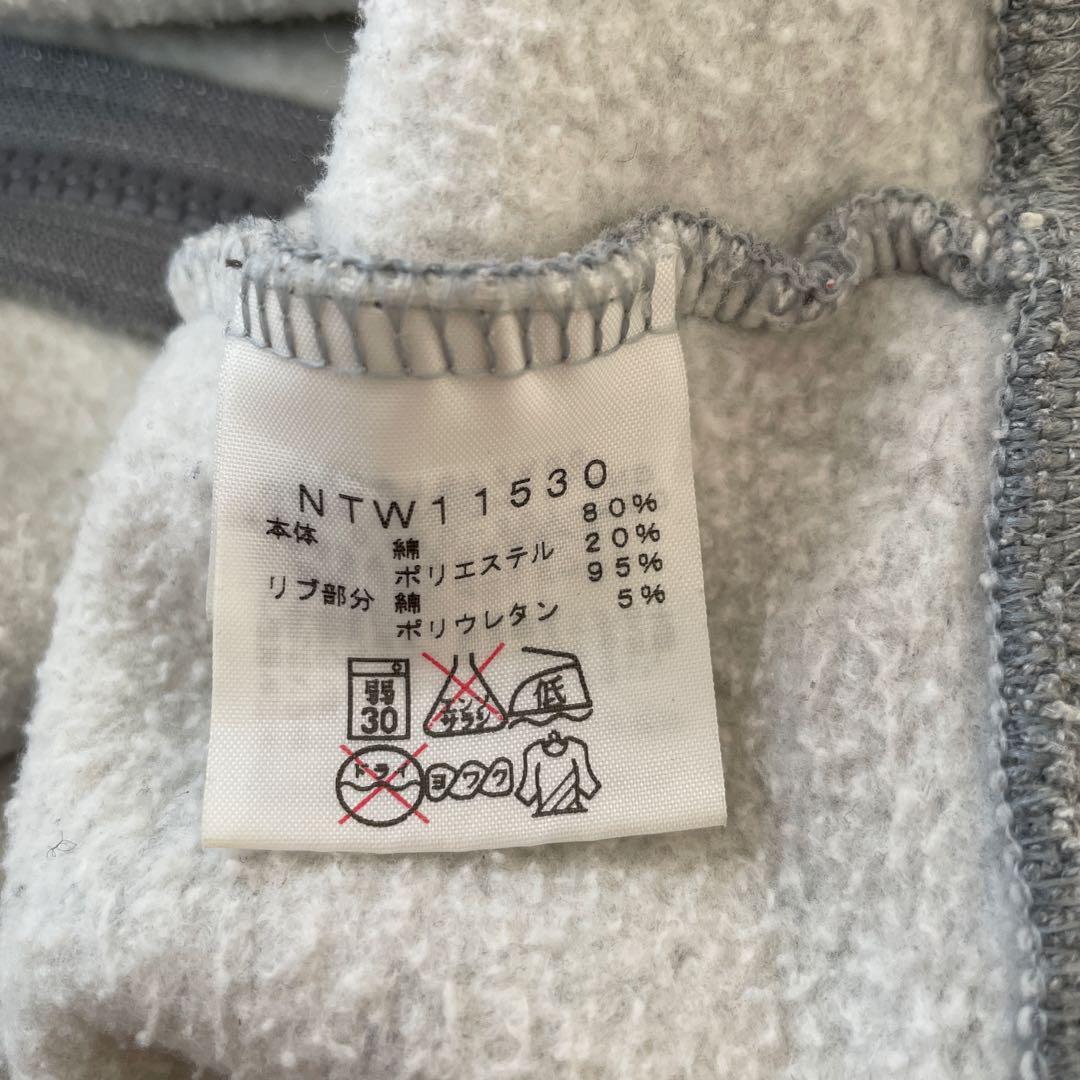 NTW11530
本体 綿 80%
ポリエステル 20%
リブ部分 綿 95%
ポリウレタン 5%
弱 30 エンソ サラシ 低
ドライ ヨワク